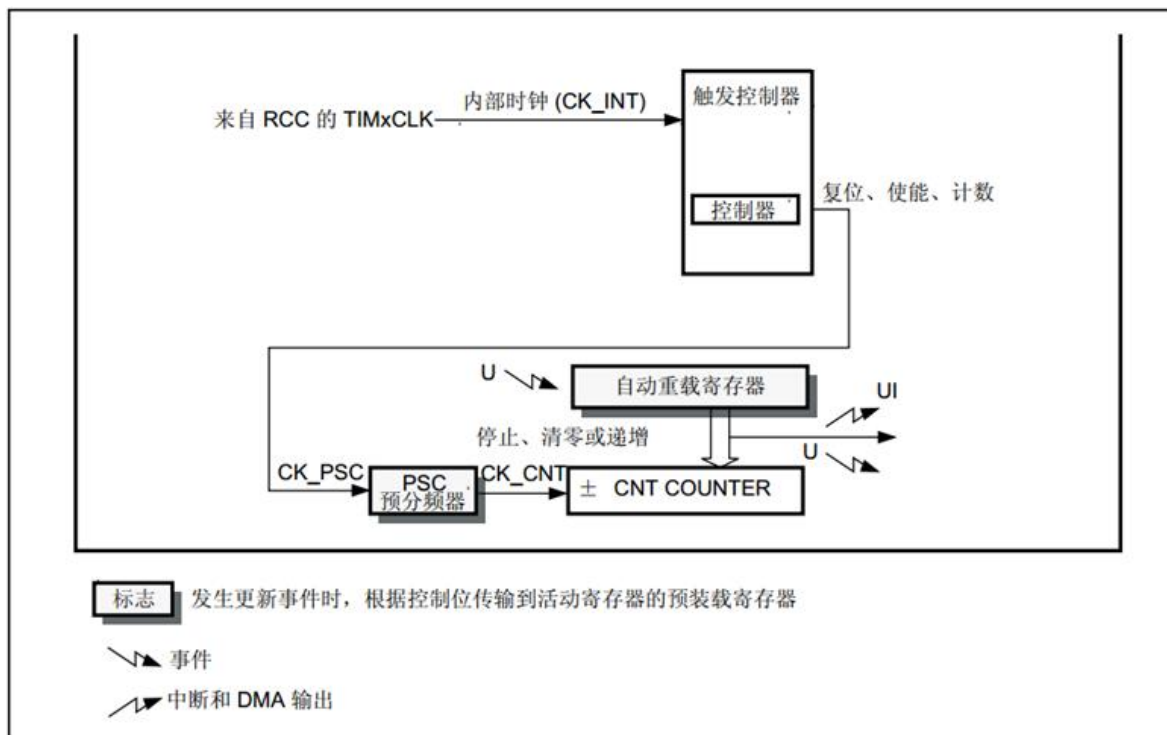 内部时钟 (CK_INT)
来自 RCC 的 TIMxCLK
触发控制器
控制器
复位、使能、计数
U
自动重载寄存器
UI
停止、清零或递增
U
CK_PSC
PSC
预分频器
CK_CNT
± CNT COUNTER
标志
发生更新事件时，根据控制位传输到活动寄存器的预装载寄存器
事件
中断和 DMA 输出